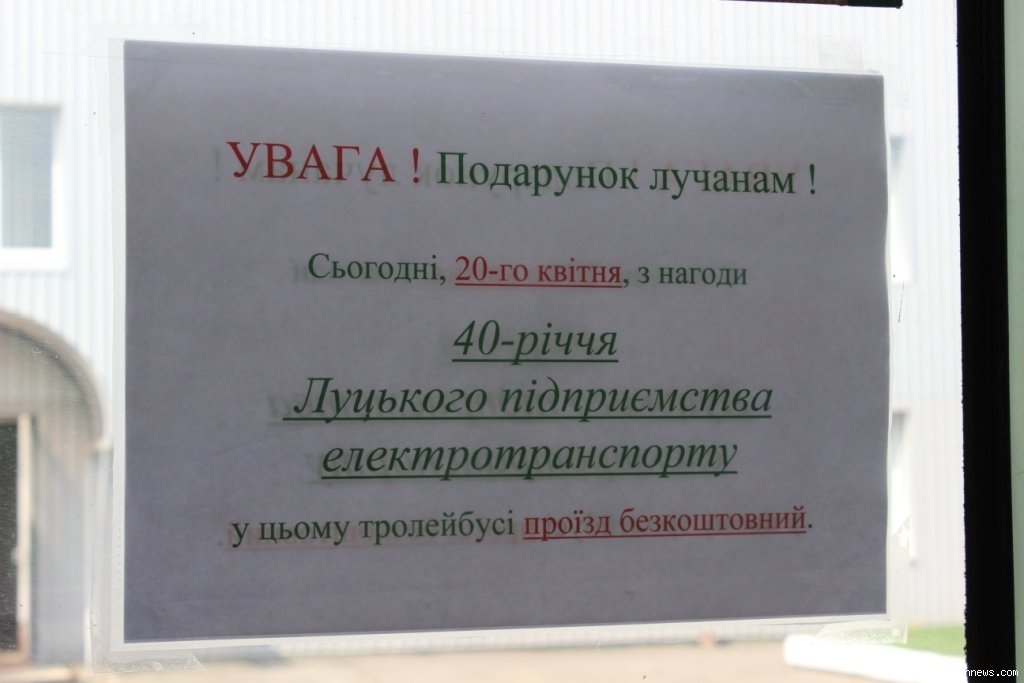 УВАГА ! Подарунок лучанам !
Сьогодні, 20-го квітня, з нагоди
40-річчя
Луцького підприємства
електротранспорту
у цьому тролейбусі проїзд безкоштовний.